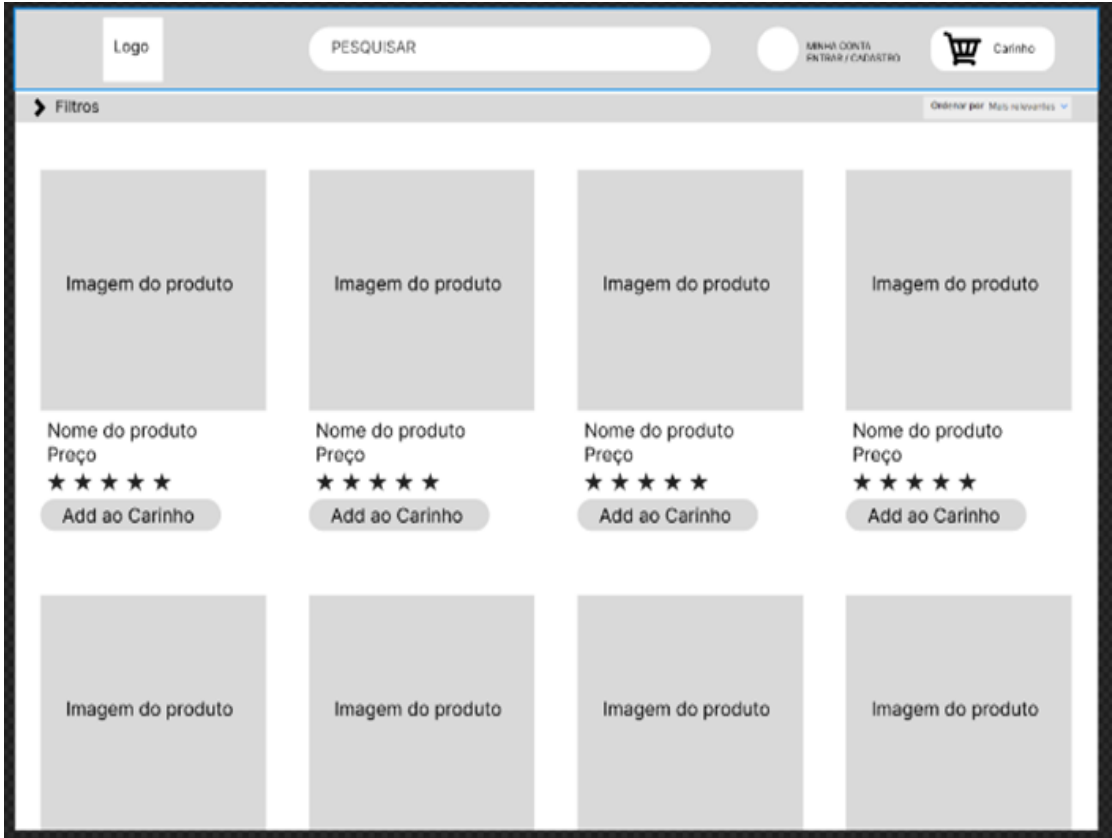 Logo
PESQUISAR
MINHA CONTA
ENTRAR / CADASTRO
Carinho
Filtros
Ordenar por Mais relevantes
Imagem do produto
Imagem do produto
Imagem do produto
Imagem do produto
Nome do produto
Preço
★★★★★
Add ao Carinho
Nome do produto
Preço
★★★★★
Add ao Carinho
Nome do produto
Preço
★★★★★
Add ao Carinho
Nome do produto
Preço
★★★★★
Add ao Carinho
Imagem do produto
Imagem do produto
Imagem do produto
Imagem do produto